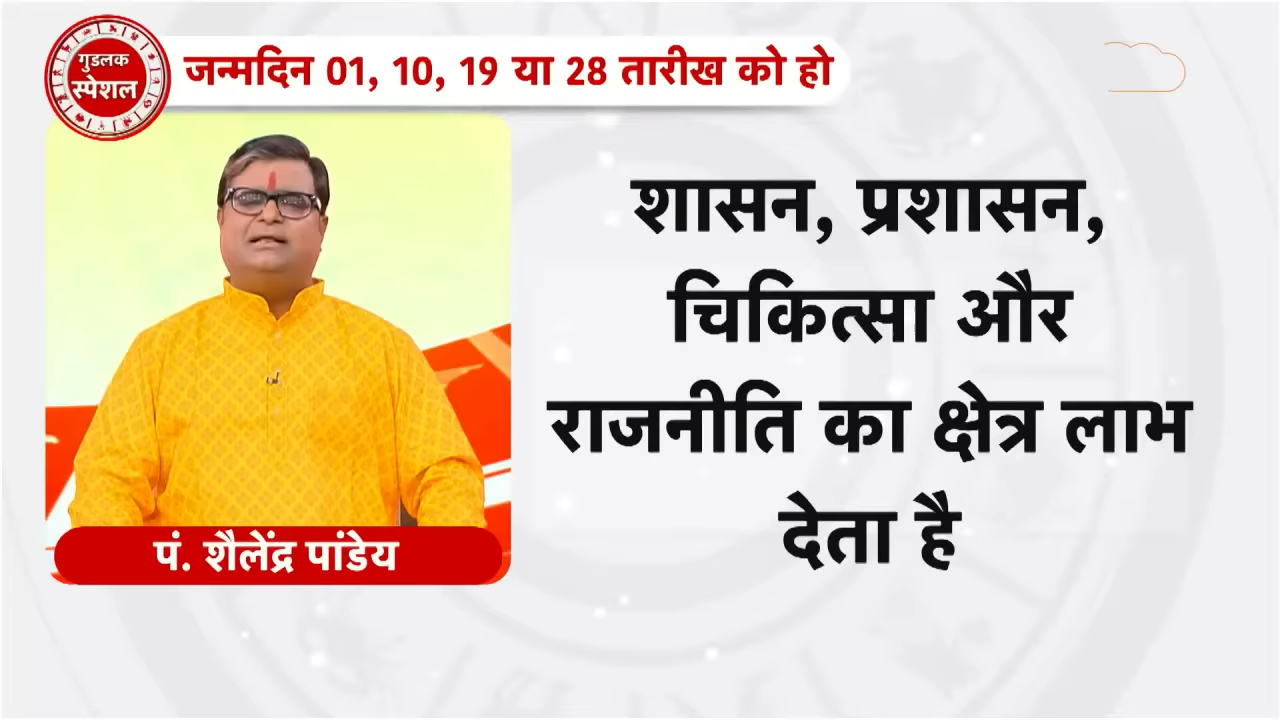 गुडलक
स्पेशल
जन्मदिन 01, 10, 19 या 28 तारीख को हो
शासन, प्रशासन,
चिकित्सा और
राजनीति का क्षेत्र लाभ
देता है
पं. शैलेंद्र पांडेय